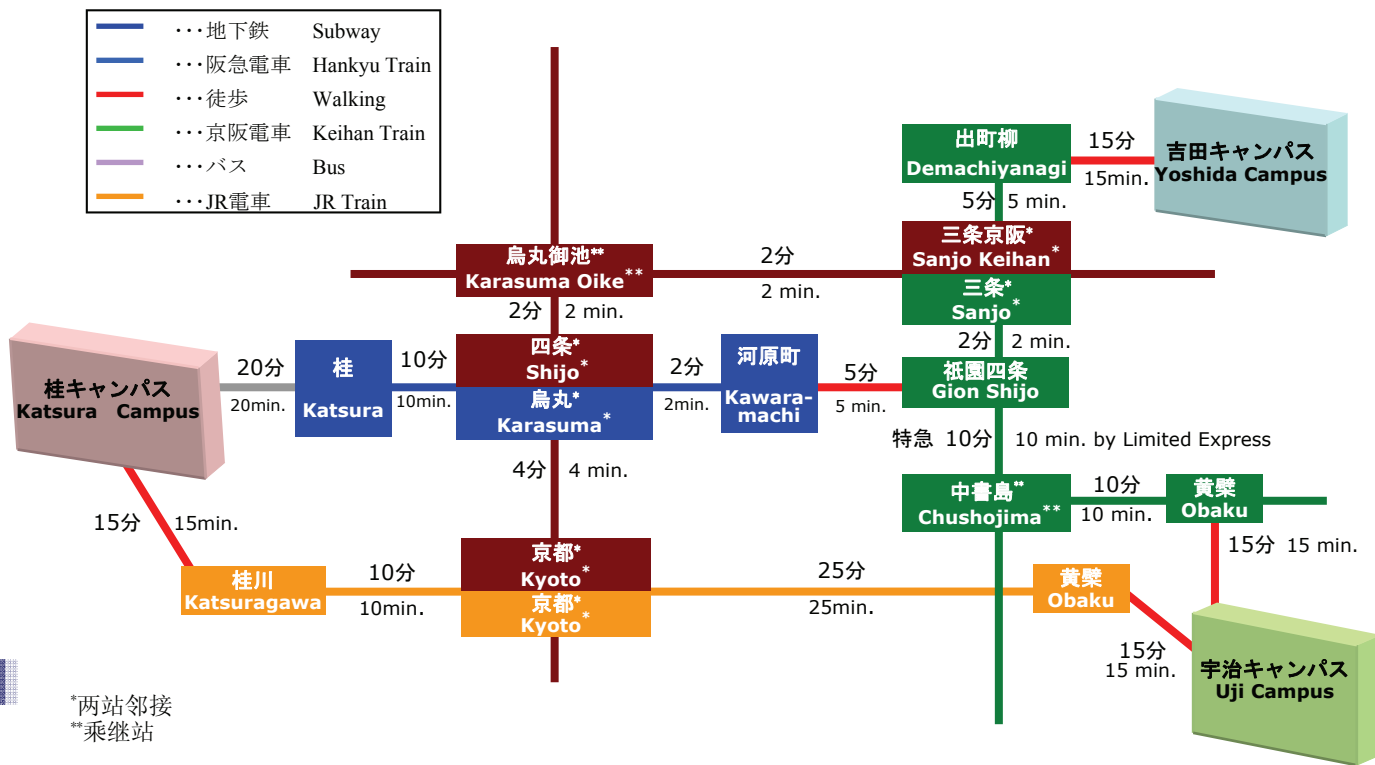 ···地下鉄 Subway
···阪急電車 Hankyu Train
···徒歩 Walking
···京阪電車 Keihan Train
···バス Bus
···JR電車 JR Train
出町柳
Demachiyanagi
15分
15min.
吉田キャンパス
Yoshida Campus
5分 5 min.
烏丸御池**
Karasuma Oike**
2分
2 min.
三条京阪*
Sanjo Keihan*
三条*
Sanjo*
2分 2 min.
2分 2 min.
桂キャンパス
Katsura Campus
20分
20min.
桂
Katsura
10分
10min.
四条*
Shijo*
烏丸*
Karasuma*
2分
2min.
河原町
Kawara-
machi
5分
5 min.
祇園四条
Gion Shijo
4分 4 min.
特急 10分 10 min. by Limited Express
中書島**
Chushojima**
10分
10 min.
黄檗
Obaku
15分 15min.
15分 15 min.
桂川
Katsuragawa
10分
10min.
京都*
Kyoto*
京都*
Kyoto*
25分
25min.
黄檗
Obaku
15分
15 min.
宇治キャンパス
Uji Campus
*两站邻接
**乘继站